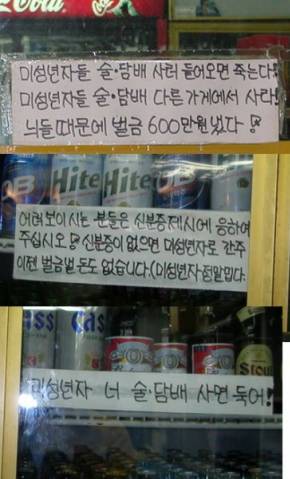 Coca-Cola
미성년자들 술·담배 사러 들어오면 죽는다!
미성년자들 술·담배 다른가게에서 사라!
늬들 때문에 벌금 600만원 냈다!
OB Hite Hite OB
어려보이시는 분들은 신분증제시에 응하여
주십시오! 신분증이 없으면 미성년자로 간주
이젠 벌금낼 돈도 없습니다.(미성년자정말밉다.
Cass Cass Stout
미성년자 너 술·담배 사면 둑어!